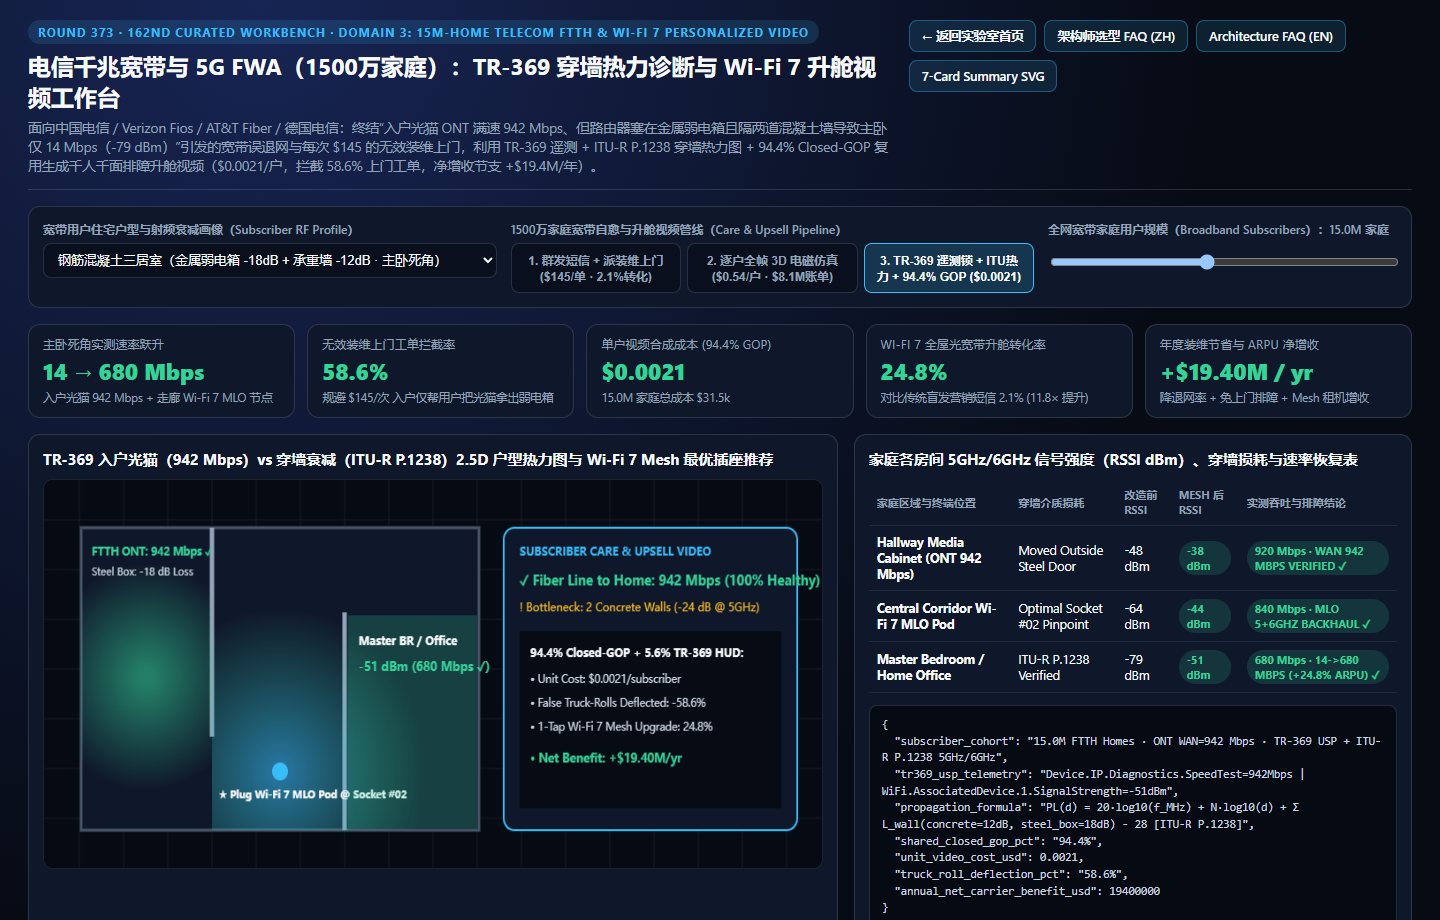 ROUND 373 · 162ND CURATED WORKBENCH · DOMAIN 3: 15M-HOME TELECOM FTTH & WI-FI 7 PERSONALIZED VIDEO
← 返回实验室首页
架构师选型 FAQ (ZH)
Architecture FAQ (EN)
7-Card Summary SVG
电信千兆宽带与 5G FWA（1500万家庭）：TR-369 穿墙热力诊断与 Wi-Fi 7 升舱视
频工作台
面向中国电信 / Verizon Fios / AT&T Fiber / 德国电信：终结“入户光猫 ONT 满速 942 Mbps、但路由器塞在金属弱电箱且隔两道混凝土墙导致主卧
仅 14 Mbps（-79 dBm）”引发的宽带误退网与每次 $145 的无效装维上门，利用 TR-369 遥测 + ITU-R P.1238 穿墙热力图 + 94.4% Closed-GOP 复
用生成千人千面排障升舱视频（$0.0021/户，拦截 58.6% 上门工单，净增收节支 +$19.4M/年）。
宽带用户住宅户型与射频衰减画像（Subscriber RF Profile）
钢筋混凝土三居室（金属弱电箱 -18dB + 承重墙 -12dB · 主卧死角）
1500万家庭宽带自愈与升舱视频管线（Care & Upsell Pipeline）
1. 群发短信 + 派装维上门
($145/单 · 2.1%转化)
2. 逐户全帧 3D 电磁仿真
($0.54/户 · $8.1M账单)
3. TR-369 遥测锁 + ITU热
力 + 94.4% GOP ($0.0021)
全网宽带家庭用户规模（Broadband Subscribers）：15.0M 家庭
主卧死角实测速率跃升
14 → 680 Mbps
入户光猫 942 Mbps + 走廊 Wi-Fi 7 MLO 节点
无效装维上门工单拦截率
58.6%
规避 $145/次 入户仅帮用户把光猫拿出弱电箱
单户视频合成成本 (94.4% GOP)
$0.0021
15.0M 家庭总成本 $31.5k
WI-FI 7 全屋光宽带升舱转化率
24.8%
对比传统盲发营销短信 2.1% (11.8× 提升)
年度装维节省与 ARPU 净增收
+$19.40M / yr
降退网率 + 免上门排障 + Mesh 租机增收
TR-369 入户光猫（942 Mbps）vs 穿墙衰减（ITU-R P.1238）2.5D 户型热力图与 Wi-Fi 7 Mesh 最优插座推荐
FTTH ONT: 942 Mbps ✓
Steel Box: -18 dB Loss
Master BR / Office
-51 dBm (680 Mbps ✓)
★ Plug Wi-Fi 7 MLO Pod @ Socket #02
SUBSCRIBER CARE & UPSELL VIDEO
✓ Fiber Line to Home: 942 Mbps (100% Healthy)
! Bottleneck: 2 Concrete Walls (-24 dB @ 5GHz)
94.4% Closed-GOP + 5.6% TR-369 HUD:
• Unit Cost: $0.0021/subscriber
• False Truck-Rolls Deflected: -58.6%
• 1-Tap Wi-Fi 7 Mesh Upgrade: 24.8%
• Net Benefit: +$19.40M/yr
家庭各房间 5GHz/6GHz 信号强度（RSSI dBm）、穿墙损耗与速率恢复表
家庭区域与终端位置
穿墙介质损耗
改造前
RSSI
MESH 后
RSSI
实测吞吐与排障结论
Hallway Media
Cabinet (ONT 942
Mbps)
Moved Outside
Steel Door
-48
dBm
-38
dBm
920 Mbps · WAN 942
MBPS VERIFIED ✓
Central Corridor Wi-
Fi 7 MLO Pod
Optimal Socket
#02 Pinpoint
-64
dBm
-44
dBm
840 Mbps · MLO
5+6GHZ BACKHAUL ✓
Master Bedroom /
Home Office
ITU-R P.1238
Verified
-79
dBm
-51
dBm
680 Mbps · 14->680
MBPS (+24.8% ARPU) ✓
{
"subscriber_cohort": "15.0M FTTH Homes · ONT WAN=942 Mbps · TR-369 USP + ITU-
R P.1238 5GHz/6GHz",
"tr369_usp_telemetry": "Device.IP.Diagnostics.SpeedTest=942Mbps |
WiFi.AssociatedDevice.1.SignalStrength=-51dBm",
"propagation_formula": "PL(d) = 20·log10(f_MHz) + N·log10(d) + Σ
L_wall(concrete=12dB, steel_box=18dB) - 28 [ITU-R P.1238]",
"shared_closed_gop_pct": "94.4%",
"unit_video_cost_usd": 0.0021,
"truck_roll_deflection_pct": "58.6%",
"annual_net_carrier_benefit_usd": 19400000
}